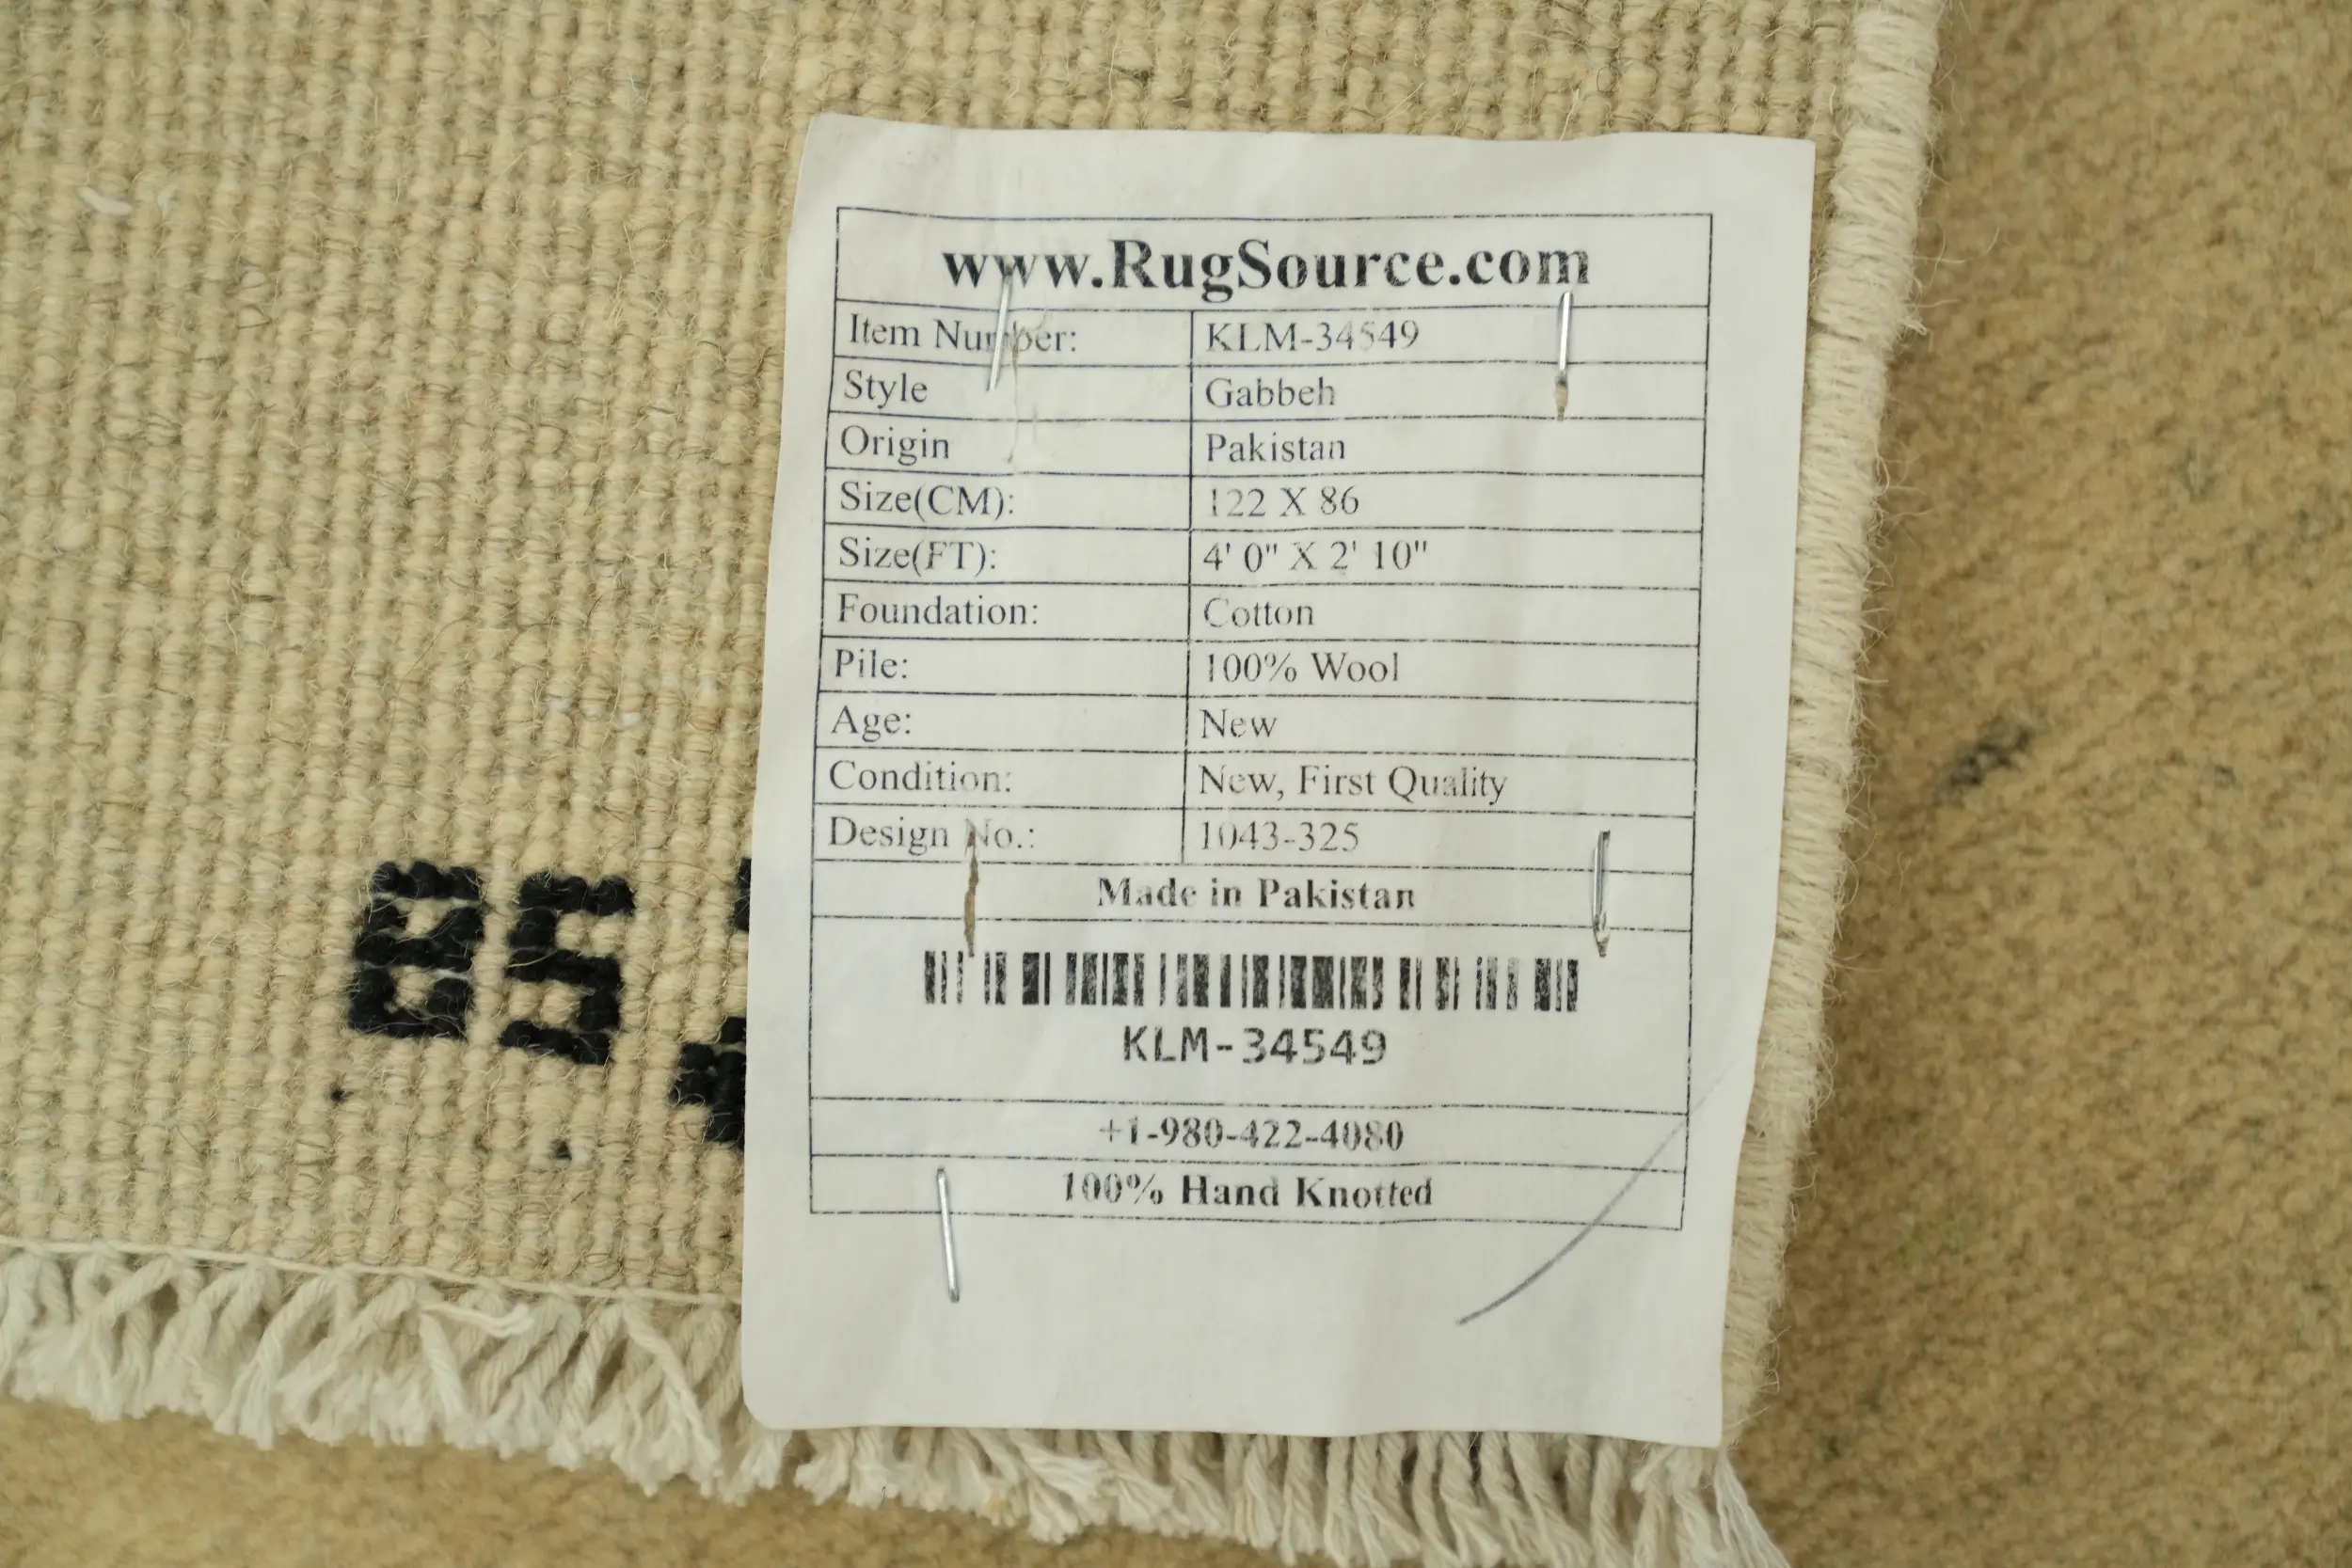 www.RugSource.com
Item Number: KLM-34549
Style Gabbeh
Origin Pakistan
Size(CM): 122 X 86
Size(FT): 4' 0" X 2' 10"
Foundation: Cotton
Pile: 100% Wool
Age: New
Condition: New, First Quality
Design No.: 1043-325
Made in Pakistan
KLM-34549
+1-980-422-4080
100% Hand Knotted